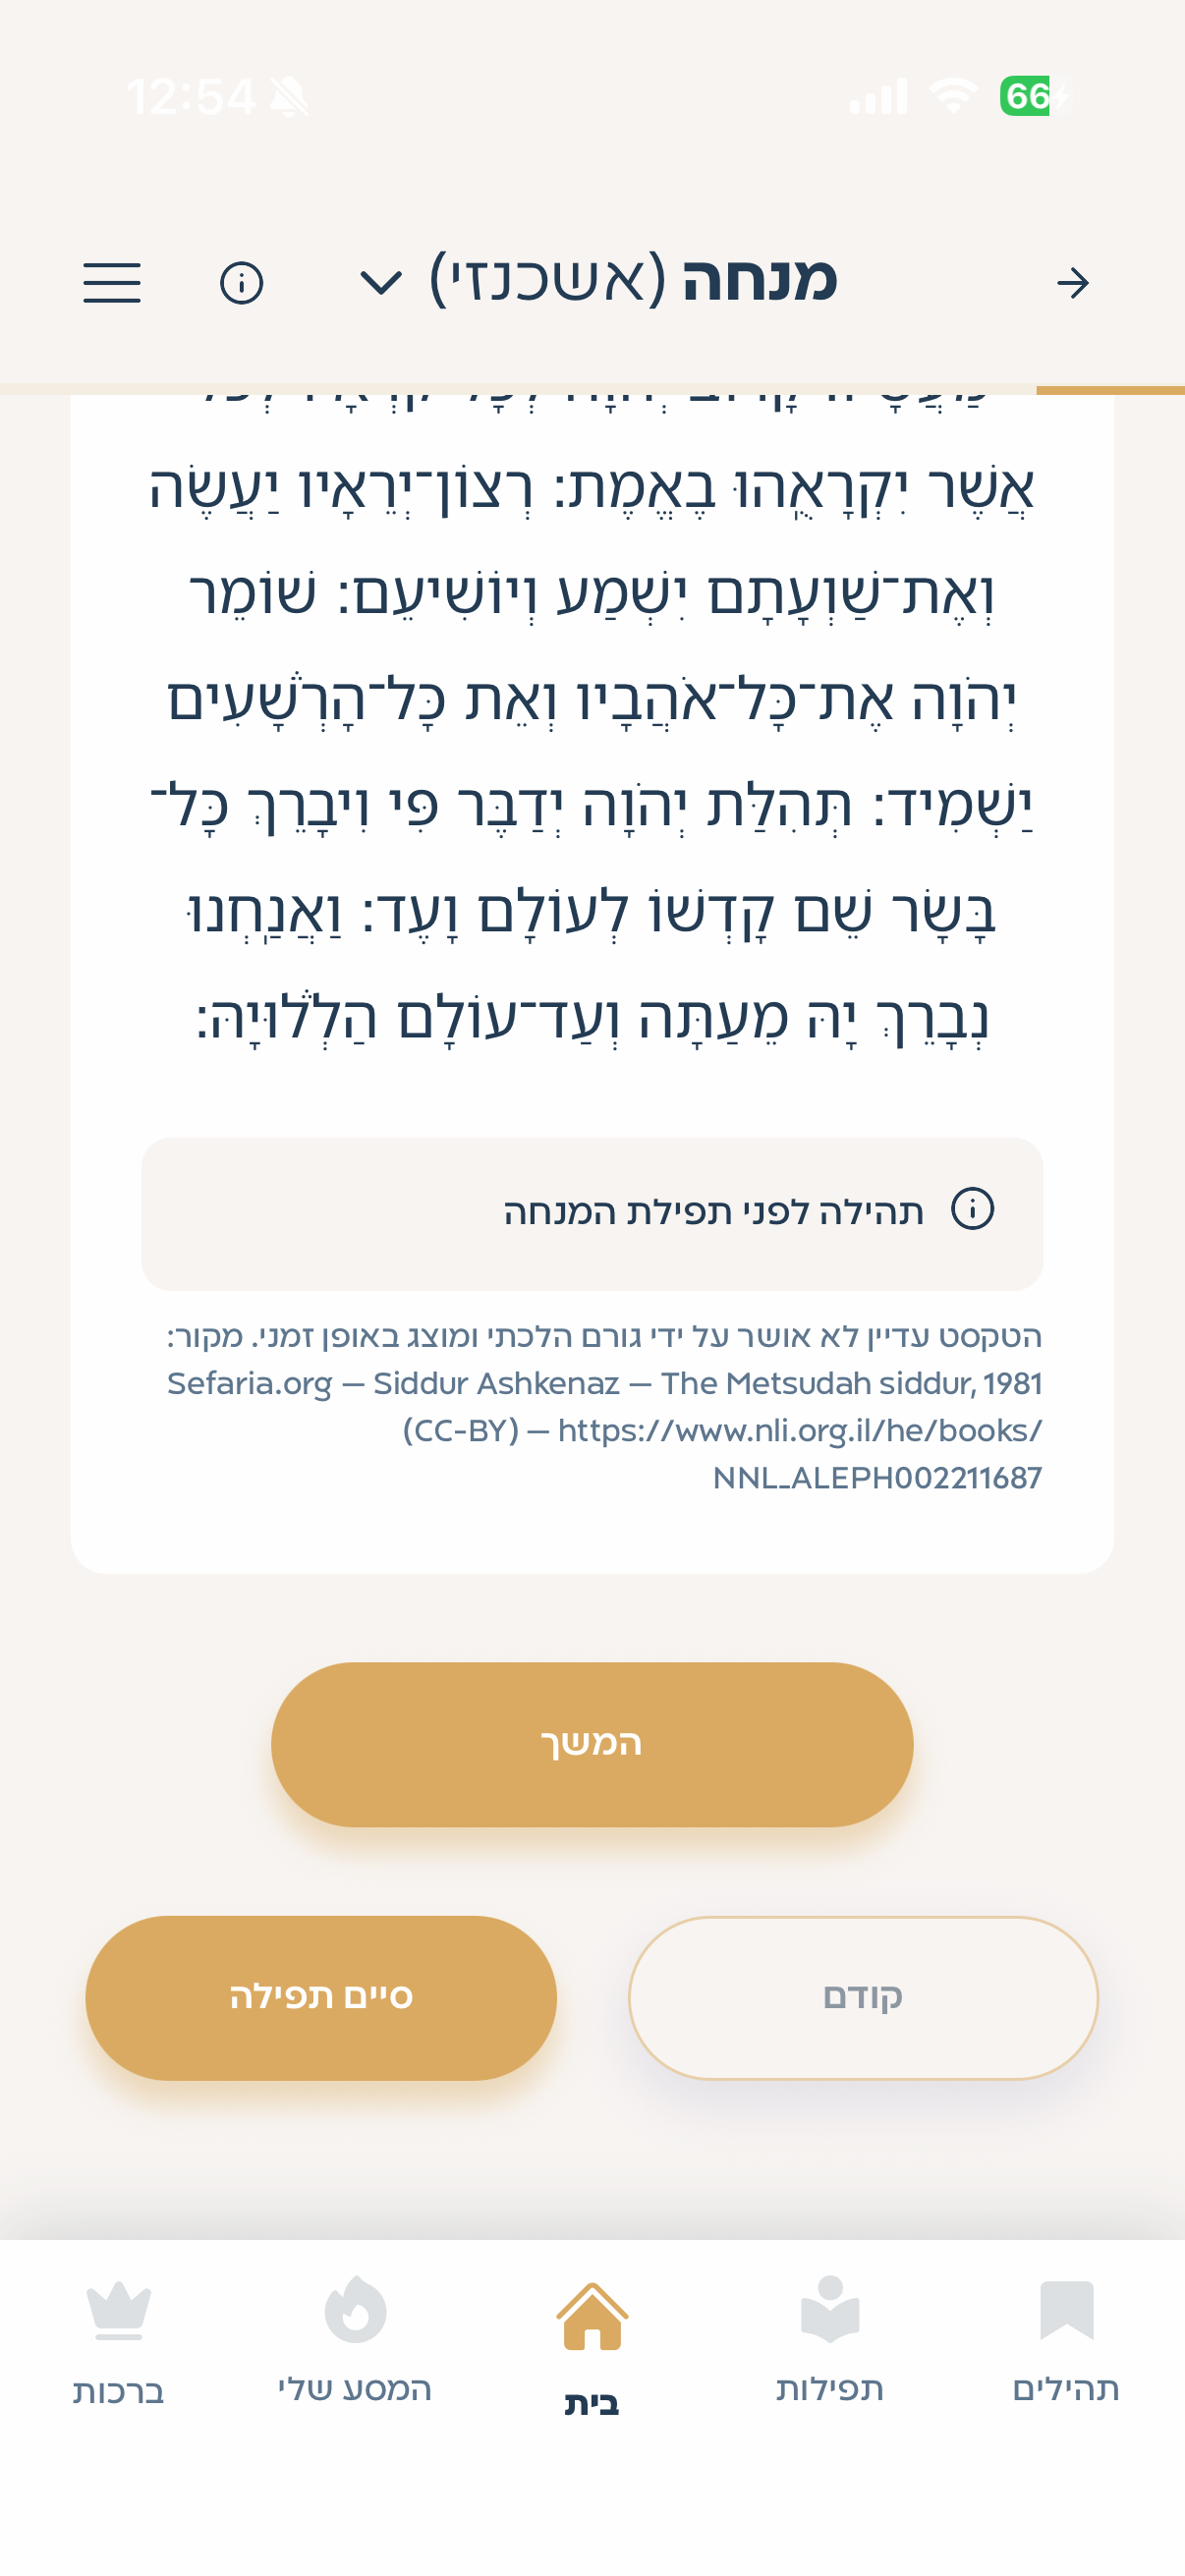 12:54
66
מנחה (אשכנזי)
אֲשֶׁר יִקְרָאֻֽהוּ בֶאֱמֶת: רְצוֹן־יְרֵאָיו יַעֲשֶׂה
וְאֶת־שַׁוְעָתָם יִשְׁמַע וְיוֹשִׁיעֵם: שׁוֹמֵר
יְהֹוָה אֶת־כָּל־אֹהֲבָיו וְאֵת כָּל־הָרְשָׁעִים
יַשְׁמִיד: תְּהִלַּת יְהֹוָה יְדַבֶּר פִּי וִיבָרֵךְ כָּל־
בָּשָׂר שֵׁם קָדְשׁוֹ לְעוֹלָם וָעֶד: וַאֲנַֽחְנוּ
נְבָרֵךְ יָהּ מֵעַתָּה וְעַד־עוֹלָם הַלְלוּיָהּ:
תהילה לפני תפילת המנחה
הטקסט עדיין לא אושר על ידי גורם הלכתי ומוצג באופן זמני. מקור:
Sefaria.org – Siddur Ashkenaz – The Metsudah siddur, 1981
(CC-BY) – https://www.nli.org.il/he/books/
NNL_ALEPH002211687
המשך
קודם
סיים תפילה
תהילים
תפילות
בית
המסע שלי
ברכות